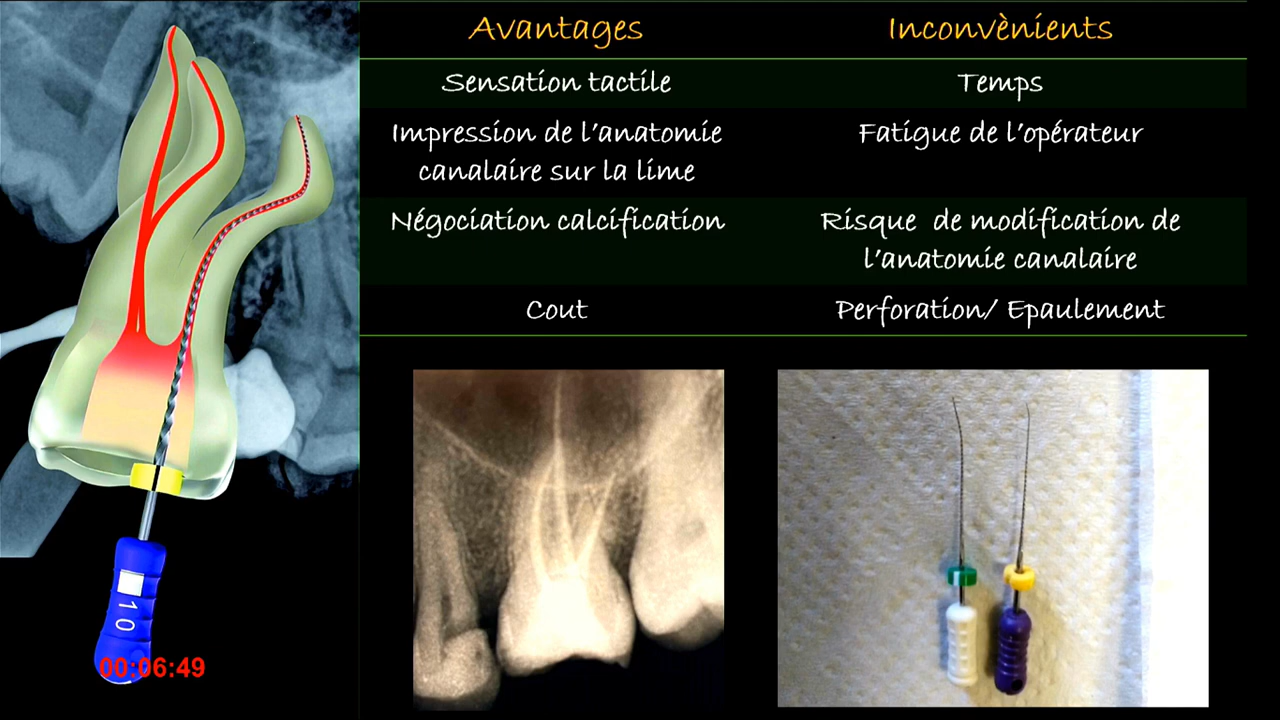 Avantages
Inconvènients
Sensation tactile
Temps
Impression de l'anatomie
canalaire sur la lime
Fatigue de l'opérateur
Négociation calcification
Risque de modification de
l'anatomie canalaire
Cout
Perforation/ Epaulement
10
00:06:49